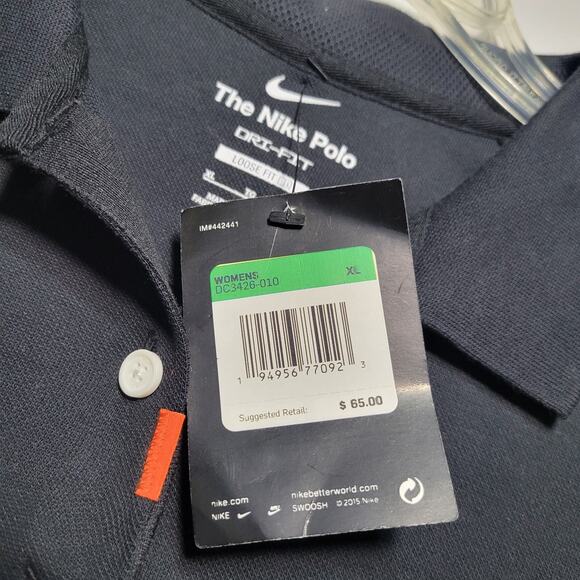 The Nike Polo
DRI-FIT
LOOSE FIT
XL
IM#442441
WOMENS XL
DC3426-010
1 94956 77092 3
Suggested Retail: $ 65.00
nike.com nikebetterworld.com
NIKE SWOOSH © 2015 Nike